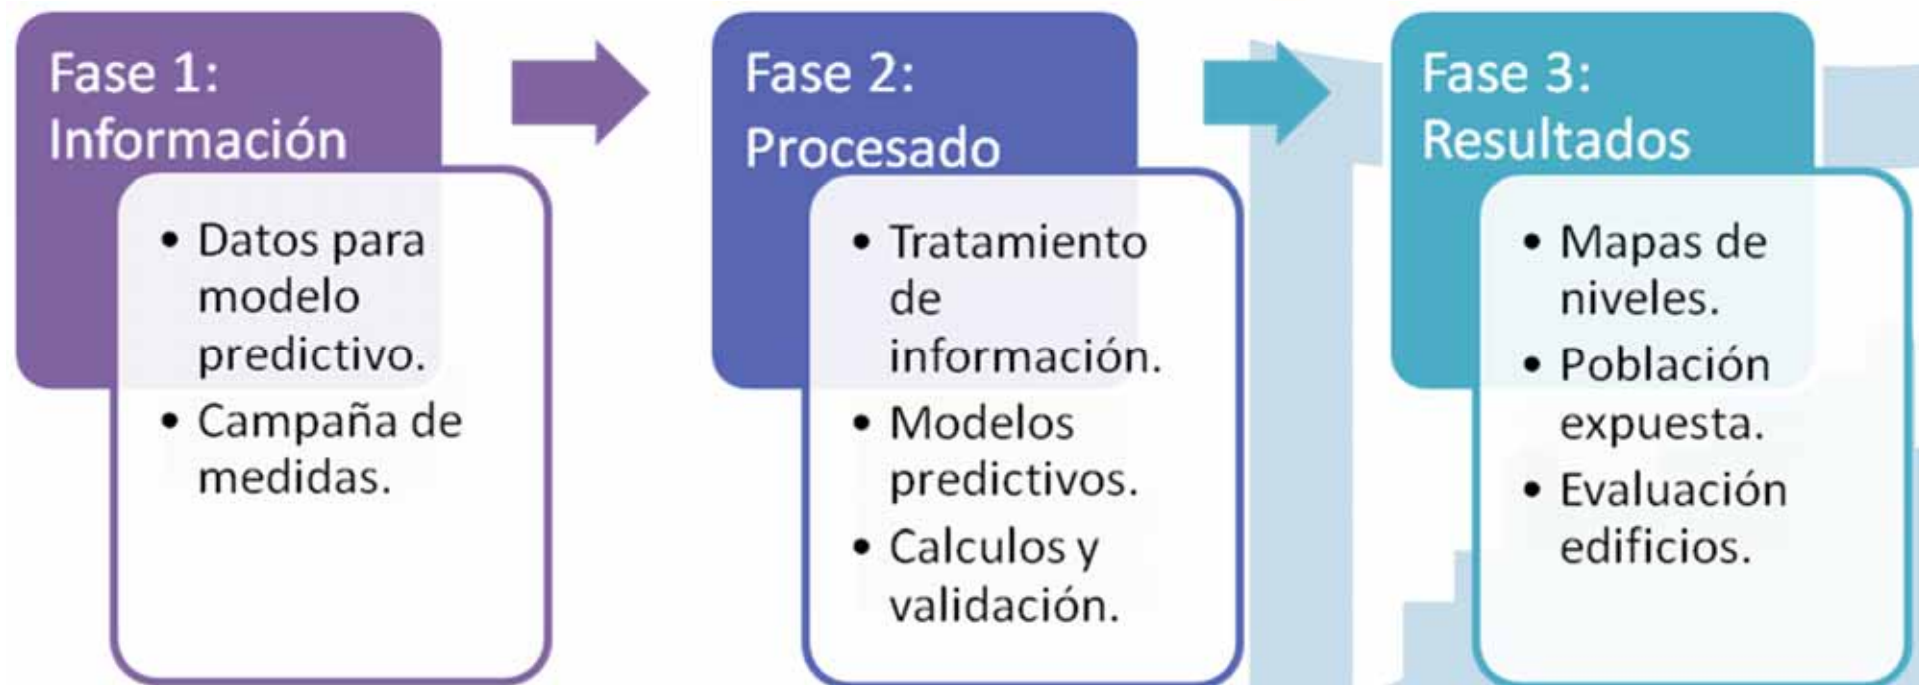 Fase 1:
Información
• Datos para
modelo
predictivo.
• Campaña de
medidas.
Fase 2:
Procesado
• Tratamiento
de
información.
• Modelos
predictivos.
• Calculos y
validación.
Fase 3:
Resultados
• Mapas de
niveles.
• Población
expuesta.
• Evaluación
edificios.